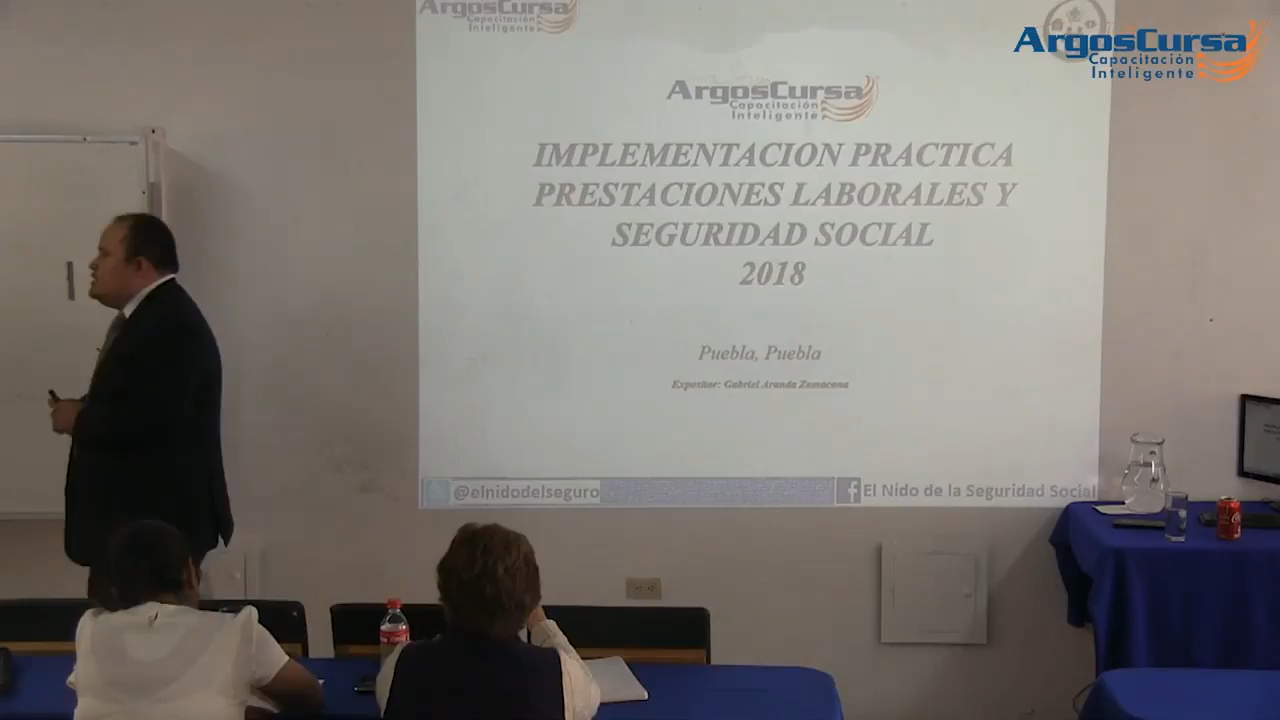 ArgosCursa
Capacitación
Inteligente
ArgosCursa
Capacitación
Inteligente
ArgosCursa
Capacitación
Inteligente
IMPLEMENTACION PRACTICA
PRESTACIONES LABORALES Y
SEGURIDAD SOCIAL
2018
Puebla, Puebla
Expositor: Gabriel Aranda Zamacona
@elnidodelseguro
El Nido de la Seguridad Social